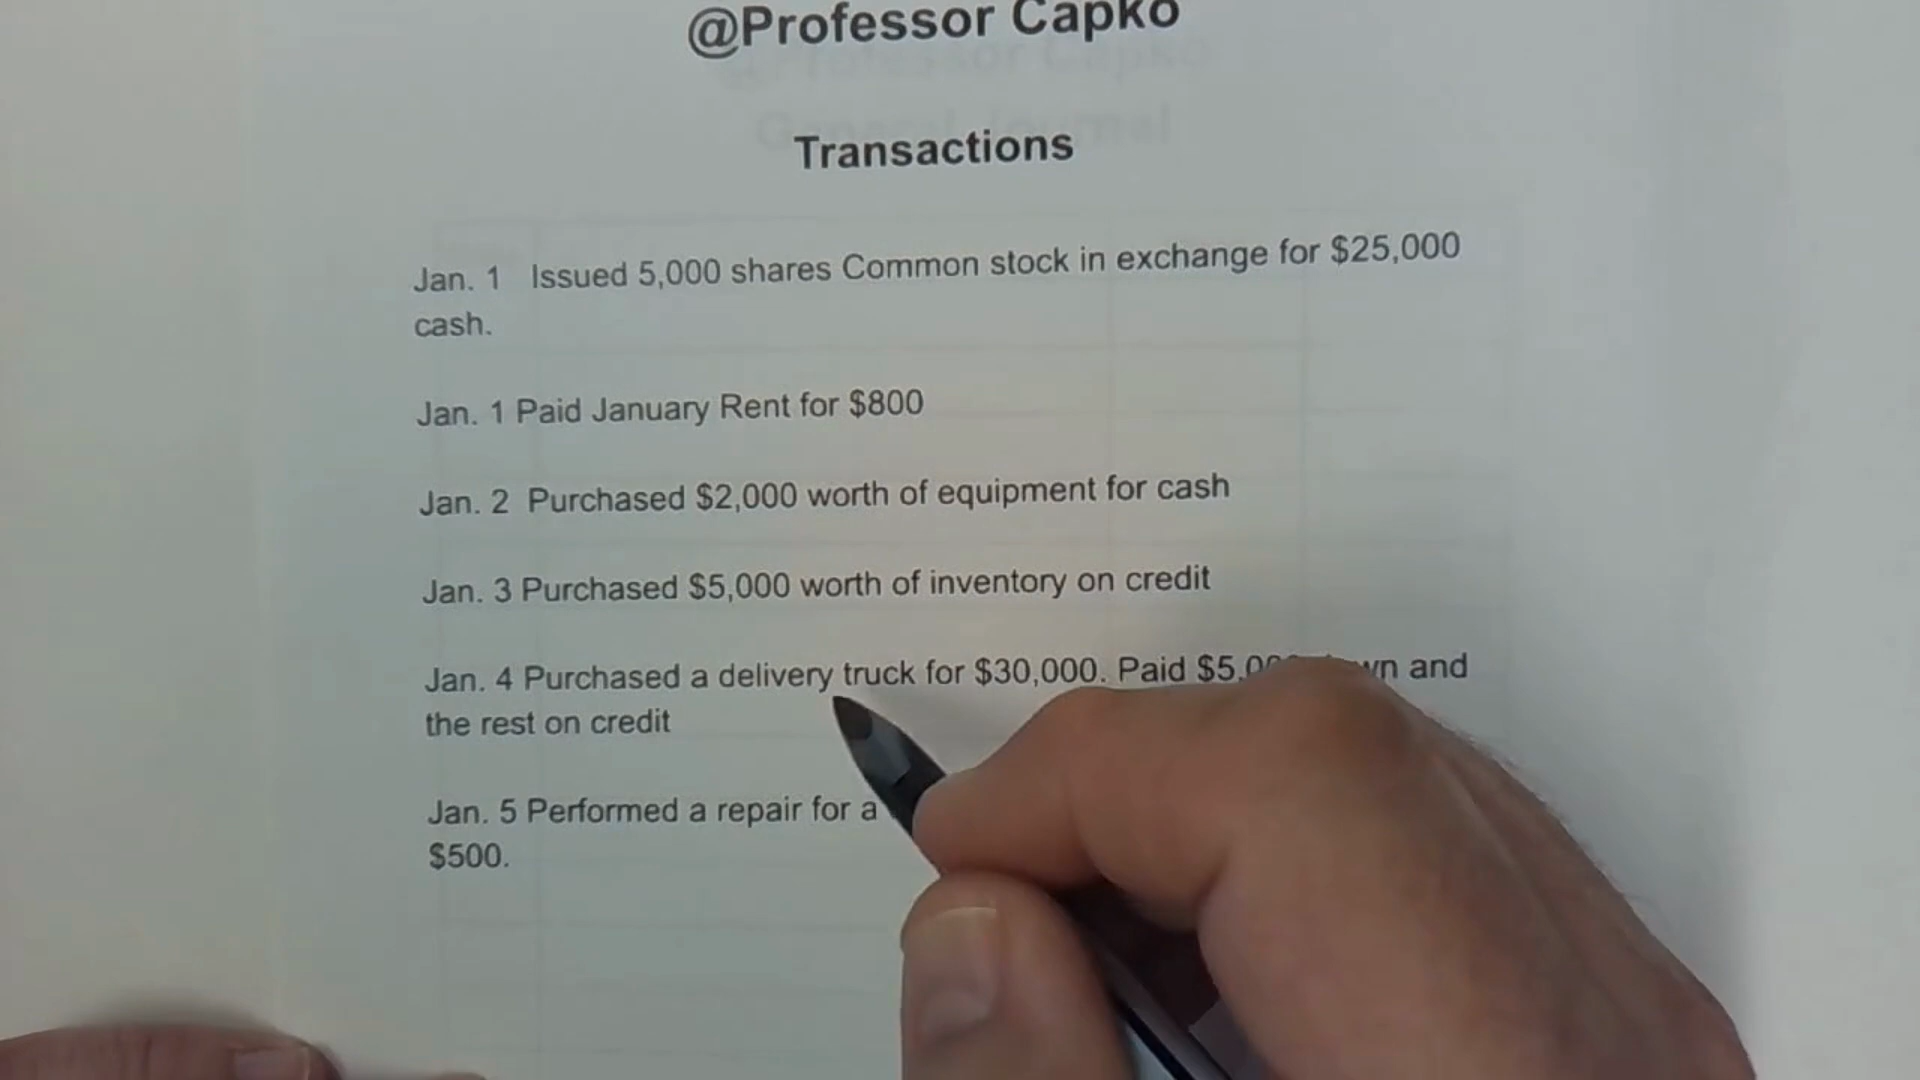 @Professor Capko
Transactions
Jan. 1 Issued 5,000 shares Common stock in exchange for $25,000
cash.
Jan. 1 Paid January Rent for $800
Jan. 2 Purchased $2,000 worth of equipment for cash
Jan. 3 Purchased $5,000 worth of inventory on credit
Jan. 4 Purchased a delivery truck for $30,000. Paid and
the rest on credit
Jan. 5 Performed a repair for a
$500.